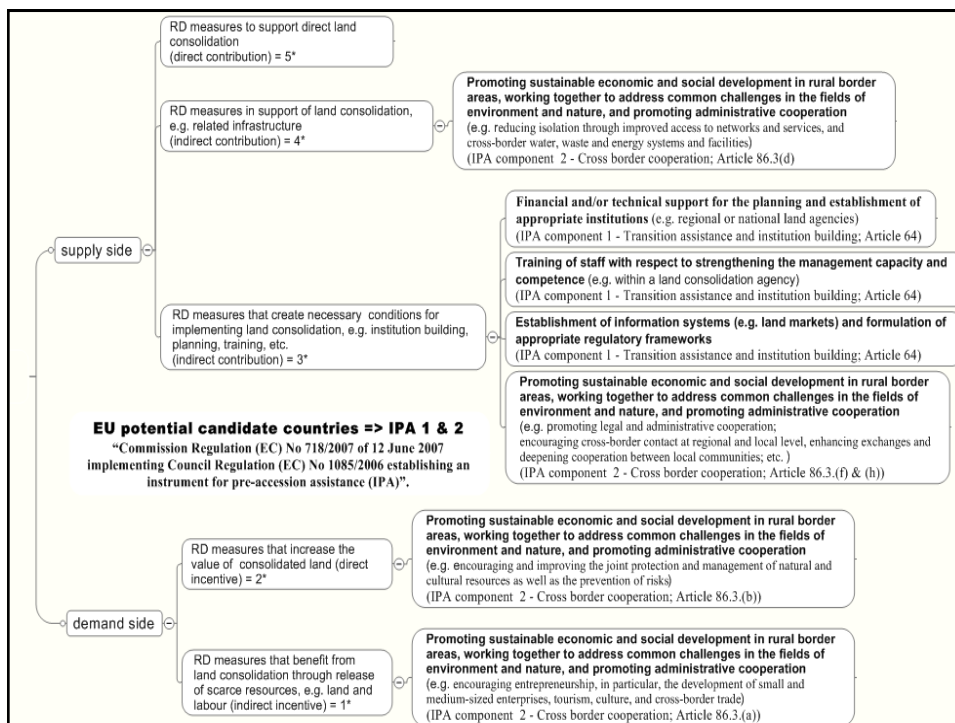 RD measures to support direct land
consolidation
(direct contribution) = 5*
RD measures in support of land consolidation,
e.g. related infrastructure
(indirect contribution) = 4*
Promoting sustainable economic and social development in rural border
areas, working together to address common challenges in the fields of
environment and nature, and promoting administrative cooperation
(e.g. reducing isolation through improved access to networks and services, and
cross-border water, waste and energy systems and facilities)
(IPA component 2 - Cross border cooperation; Article 86.3(d)
supply side
RD measures that create necessary conditions for
implementing land consolidation, e.g. institution building,
planning, training, etc.
(indirect contribution) = 3*
Financial and/or technical support for the planning and establishment of
appropriate institutions (e.g. regional or national land agencies)
(IPA component 1 - Transition assistance and institution building; Article 64)
Training of staff with respect to strengthening the management capacity and
competence (e.g. within a land consolidation agency)
(IPA component 1 - Transition assistance and institution building; Article 64)
Establishment of information systems (e.g. land markets) and formulation of
appropriate regulatory frameworks
(IPA component 1 - Transition assistance and institution building; Article 64)
Promoting sustainable economic and social development in rural border
areas, working together to address common challenges in the fields of
environment and nature, and promoting administrative cooperation
(e.g. promoting legal and administrative cooperation;
encouraging cross-border contact at regional and local level, enhancing exchanges and
deepening cooperation between local communities; etc. )
(IPA component 2 - Cross border cooperation; Article 86.3.(f) & (h))
EU potential candidate countries => IPA 1 & 2
“Commission Regulation (EC) No 718/2007 of 12 June 2007
implementing Council Regulation (EC) No 1085/2006 establishing an
instrument for pre-accession assistance (IPA)”.
demand side
RD measures that increase the
value of consolidated land (direct
incentive) = 2*
Promoting sustainable economic and social development in rural border
areas, working together to address common challenges in the fields of
environment and nature, and promoting administrative cooperation
(e.g. encouraging and improving the joint protection and management of natural and
cultural resources as well as the prevention of risks)
(IPA component 2 - Cross border cooperation; Article 86.3.(b))
RD measures that benefit from
land consolidation through release
of scarce resources, e.g. land and
labour (indirect incentive) = 1*
Promoting sustainable economic and social development in rural border
areas, working together to address common challenges in the fields of
environment and nature, and promoting administrative cooperation
(e.g. encouraging entrepreneurship, in particular, the development of small and
medium-sized enterprises, tourism, culture, and cross-border trade)
(IPA component 2 - Cross border cooperation; Article 86.3.(a))